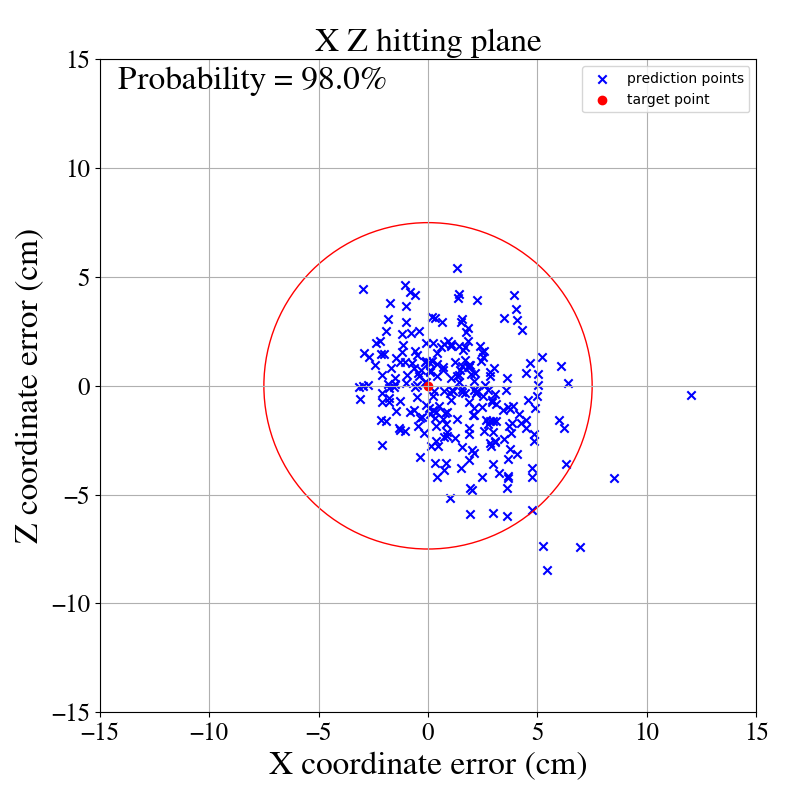 X Z hitting plane
Probability = 98.0%
prediction points
target point
15
10
5
0
−5
−10
−15
Z coordinate error (cm)
−15
−10
−5
0
5
10
15
X coordinate error (cm)